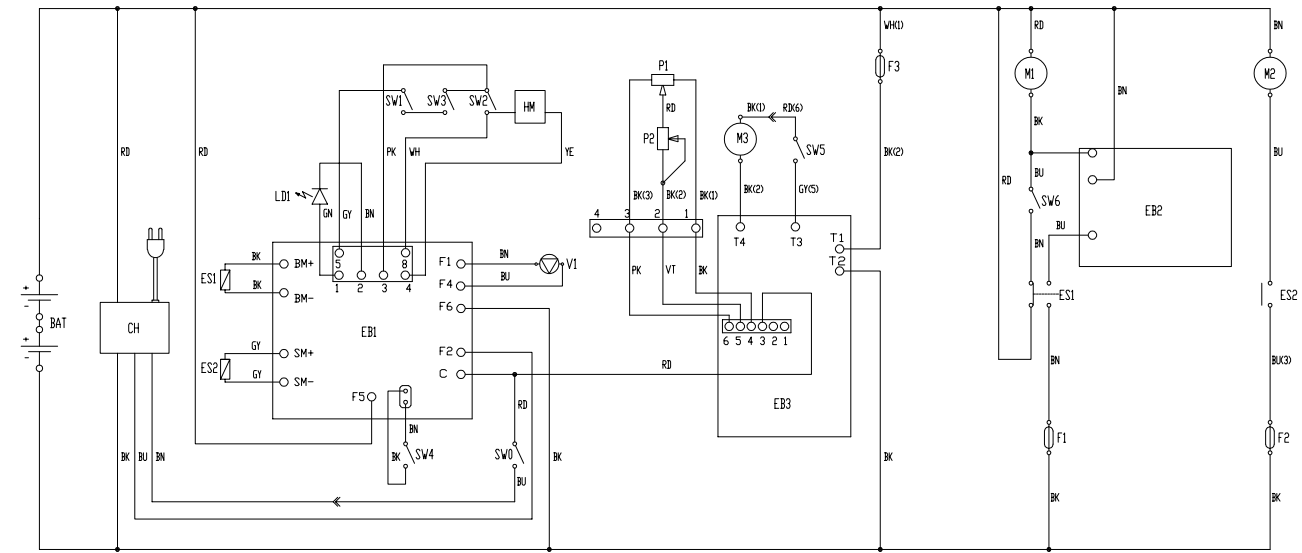 WH(1)
RD
BN
F3
P1
M1
M2
SW1
SW3
SW2
HM
RD
BK(1)
RD(6)
BN
P2
M3
BK
RD
RD
PK
WH
YE
SW5
BK(2)
BU
LD1
GN
GY
BN
BK(3)
BK(2)
BK(1)
BK(2)
GY(5)
RD
BU
SW6
EB2
4
3
2
1
BU
T4
T3
T1
T2
BK
BM+
5
8
F1
BN
V1
BN
ES1
BK
BM-
1
2
3
4
F4
BU
PK
VT
BK
+
F6
ES1
ES2
BAT
CH
EB1
+
-
6
5
4
3
2
1
GY
SM+
F2
ES2
GY
SM-
C
RD
BN
BU(3)
F5
RD
EB3
BN
F1
F2
BK
BU
BN
BK
SW4
SW0
BK
BK
BU
BK
BK